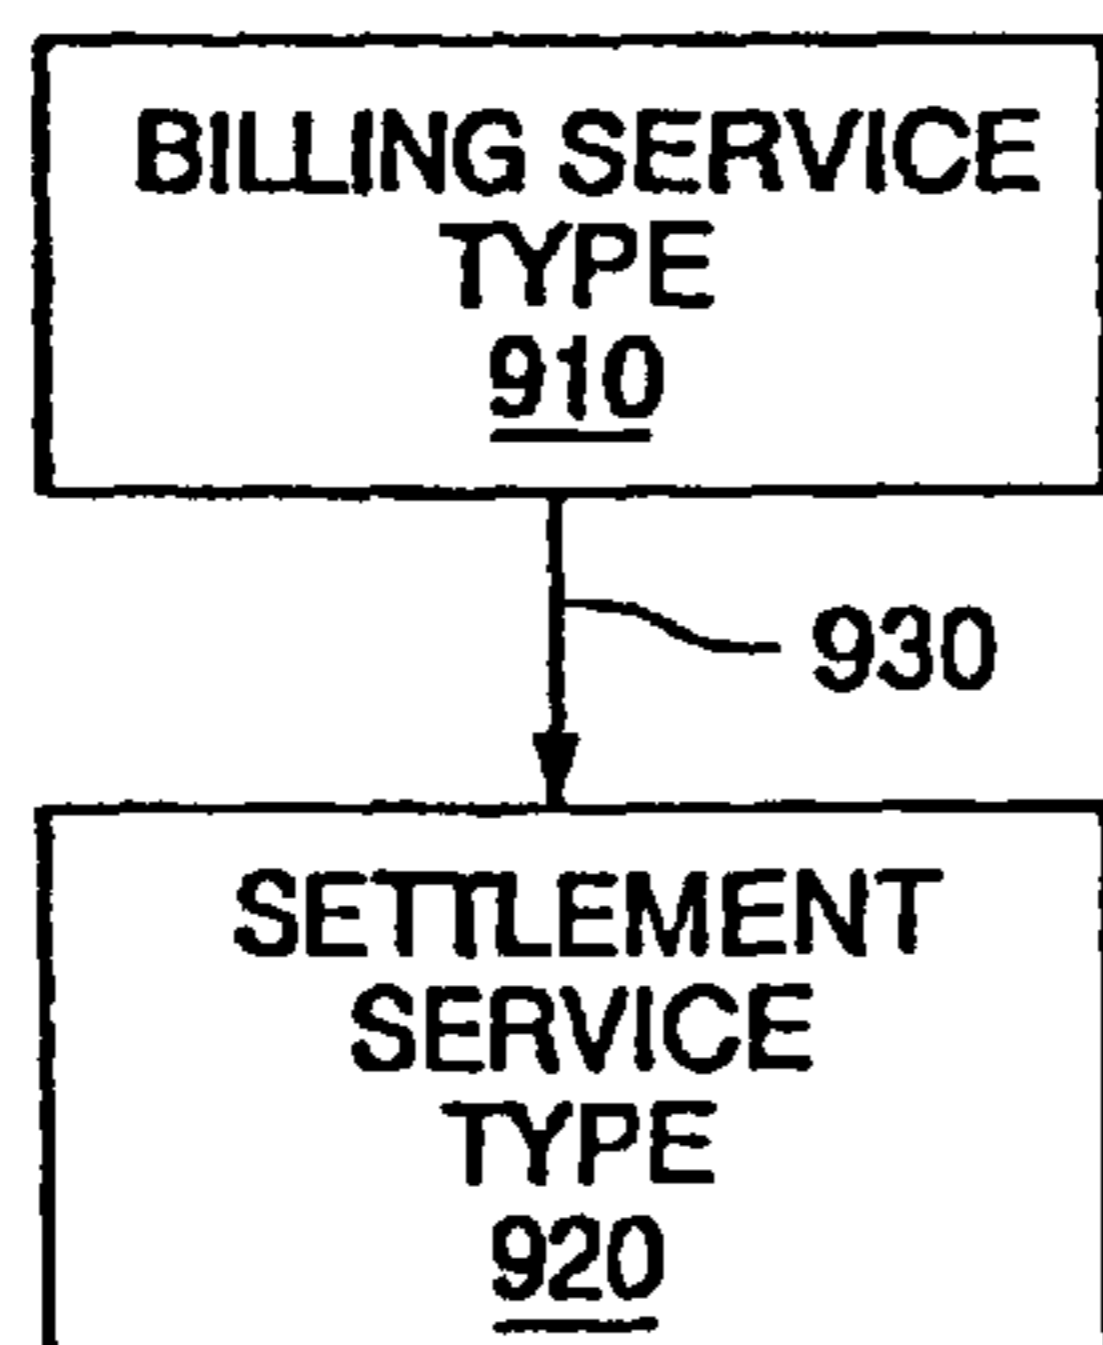 BILLING SERVICE
TYPE
910
930
SETTLEMENT
SERVICE
TYPE
920